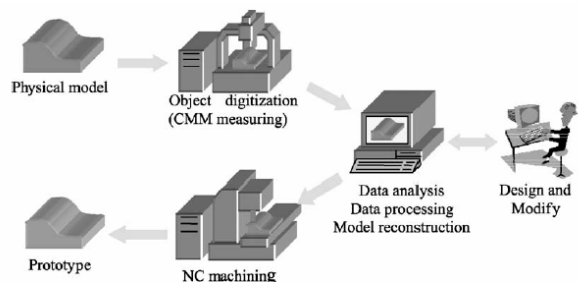 Physical model
Object digitization
(CMM measuring)
Data analysis
Data processing
Model reconstruction
Design and
Modify
NC machining
Prototype